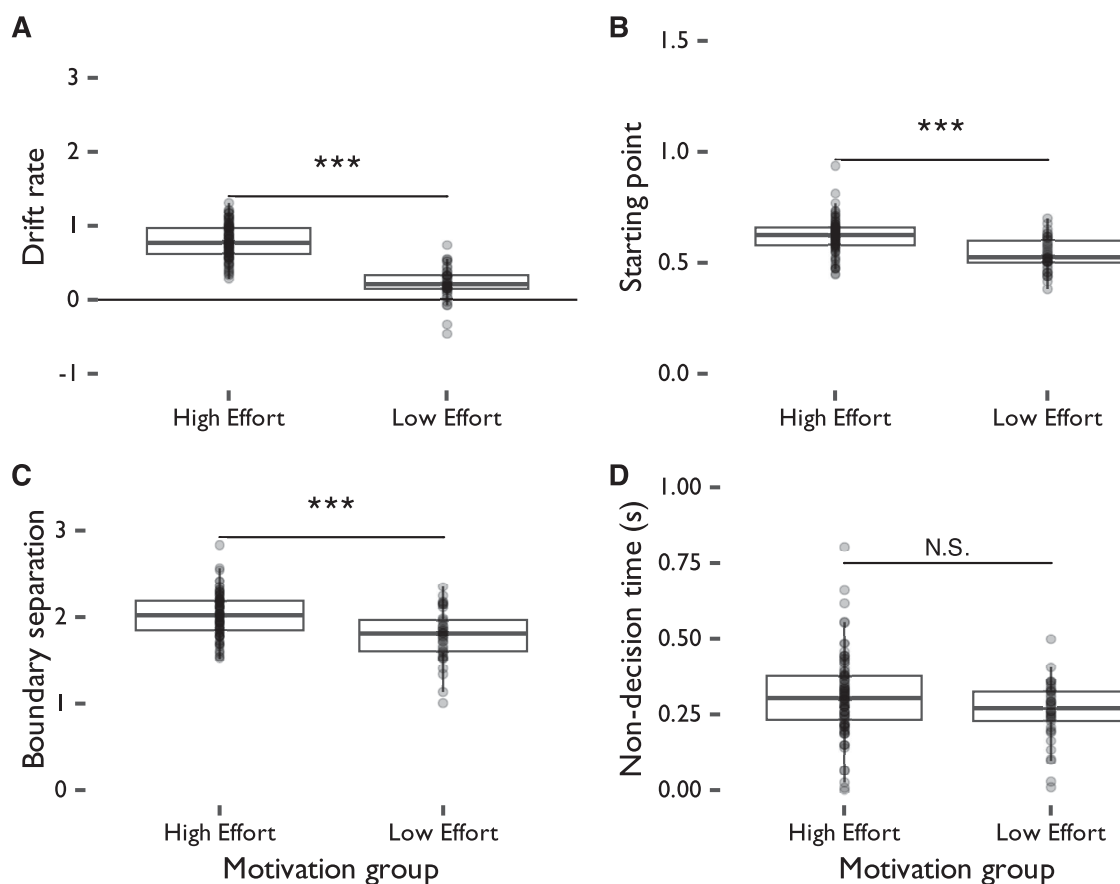 A
Drift rate
3
2
1
0
-1
***
High Effort
Low Effort
B
Starting point
1.5
1.0
0.5
0.0
***
High Effort
Low Effort
C
Boundary separation
3
2
1
0
***
High Effort
Low Effort
Motivation group
D
Non-decision time (s)
1.00
0.75
0.50
0.25
0.00
N.S.
High Effort
Low Effort
Motivation group